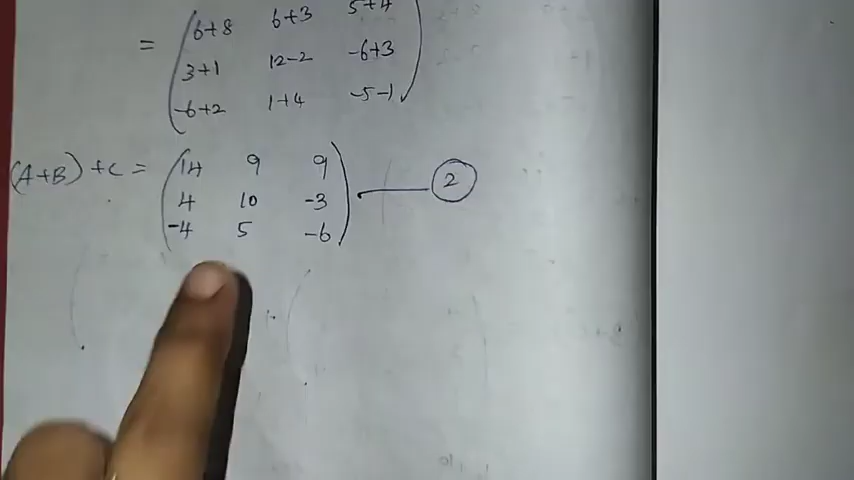 6+8 6+3 5+4
= 3+1 12-2 -6+3
-6+2 1+4 -5-1
14 9 9
(A+B)+C = 4 10 -3 2
-4 5 -6